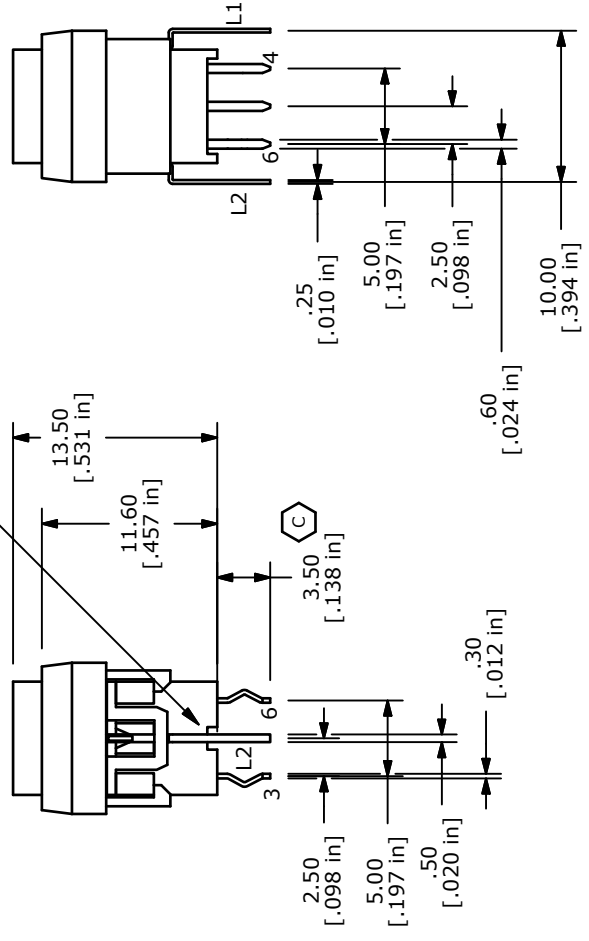 L1
4
6
L2
.25
[.010 in]
5.00
[.197 in]
2.50
[.098 in]
.60
[.024 in]
10.00
[.394 in]
13.50
[.531 in]
11.60
[.457 in]
3.50
[.138 in]
C
6
L2
3
2.50
[.098 in]
5.00
[.197 in]
.50
[.020 in]
.30
[.012 in]